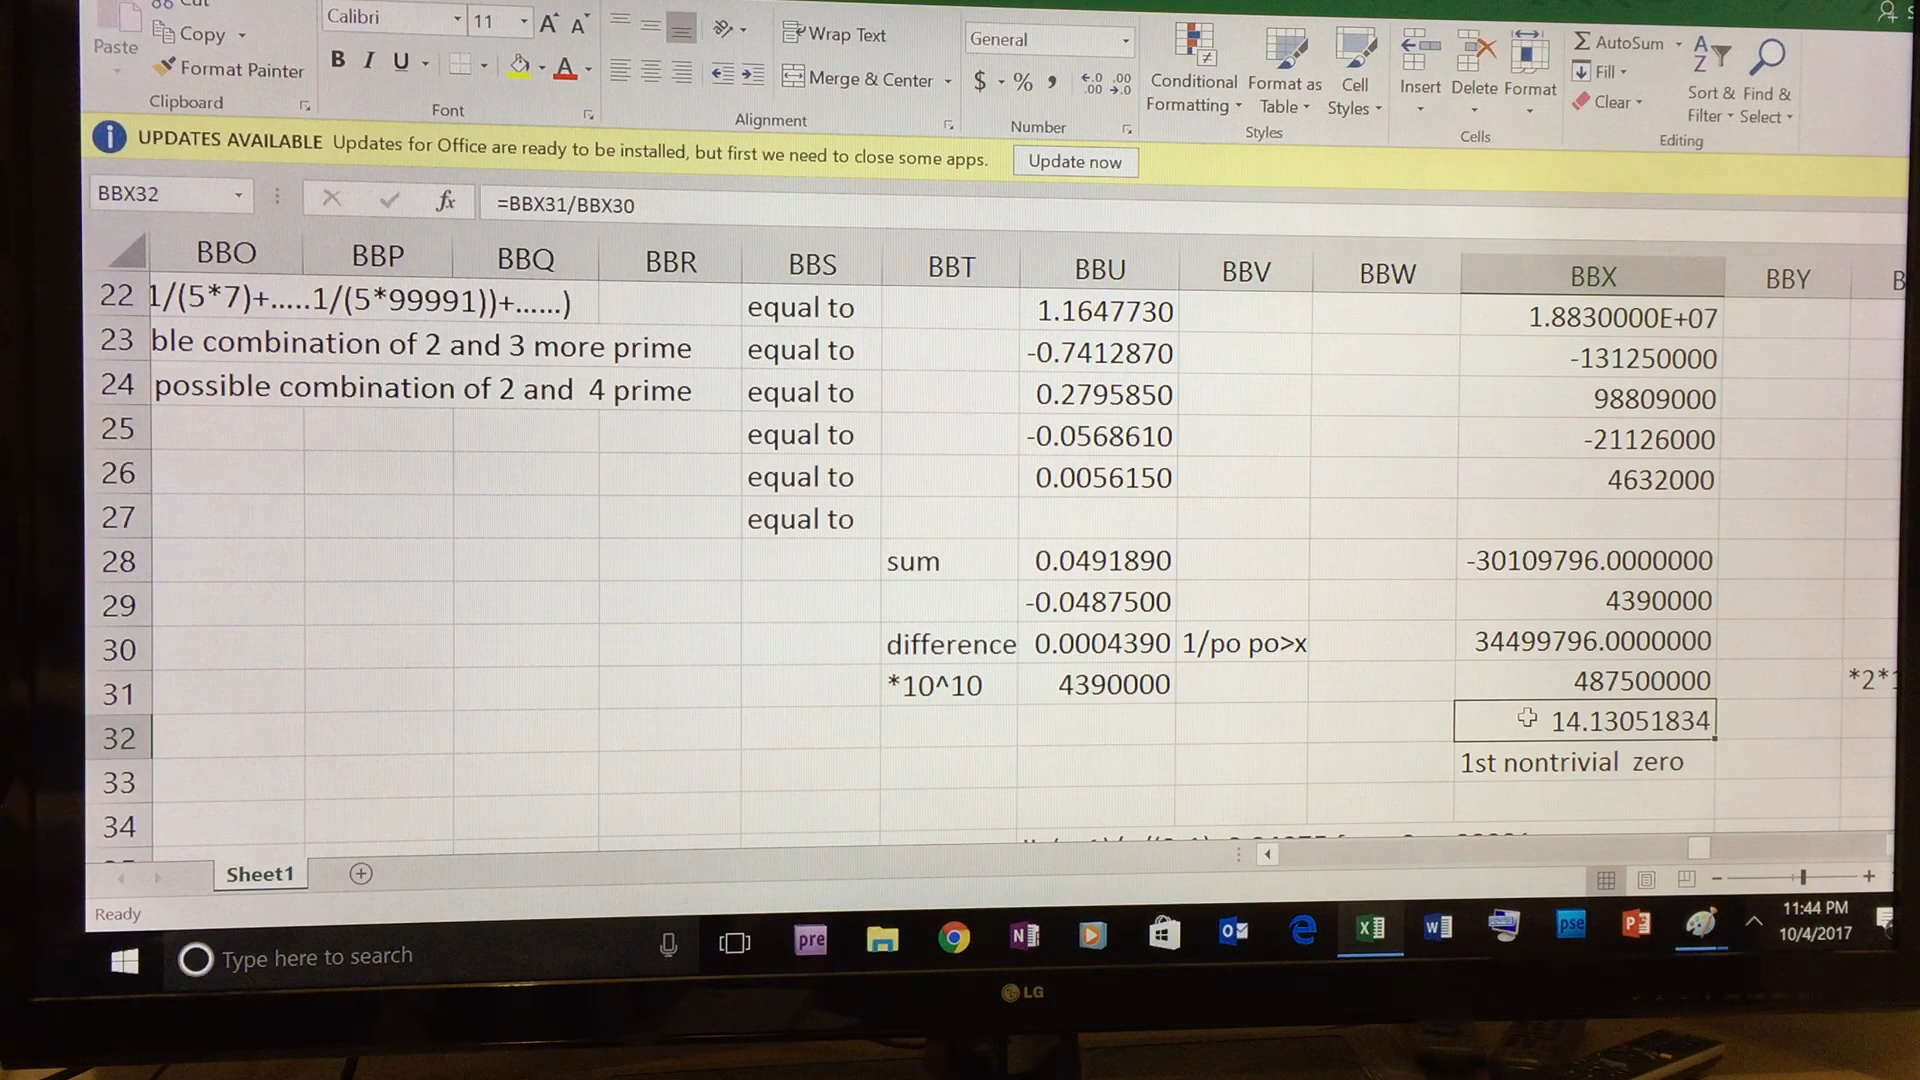 Cut
Paste
Copy
Format Painter
Clipboard
Calibri 11 A A
B I U A
Font
Wrap Text
Merge & Center
Alignment
General
$ % ,
Number
Conditional Formatting
Format as Table
Cell Styles
Styles
Insert Delete Format
Cells
AutoSum
Fill
Clear
Sort & Filter
Find & Select
Editing
UPDATES AVAILABLE Updates for Office are ready to be installed, but first we need to close some apps. Update now
BBX32 fx =BBX31/BBX30
BBO BBP BBQ BBR BBS BBT BBU BBV BBW BBX BBY
22 1/(5*7)+.....1/(5*99991))+......) equal to 1.1647730 1.8830000E+07
23 ble combination of 2 and 3 more prime equal to -0.7412870 -131250000
24 possible combination of 2 and 4 prime equal to 0.2795850 98809000
25 equal to -0.0568610 -21126000
26 equal to 0.0056150 4632000
27 equal to
28 sum 0.0491890 -30109796.0000000
29 -0.0487500 4390000
30 difference 0.0004390 1/po po>x 34499796.0000000
31 *10^10 4390000 487500000 *2*
32 14.13051834
33 1st nontrivial zero
34
Sheet1
Ready
Type here to search
pre
N
O
X
W
pse
P
11:44 PM
10/4/2017
LG